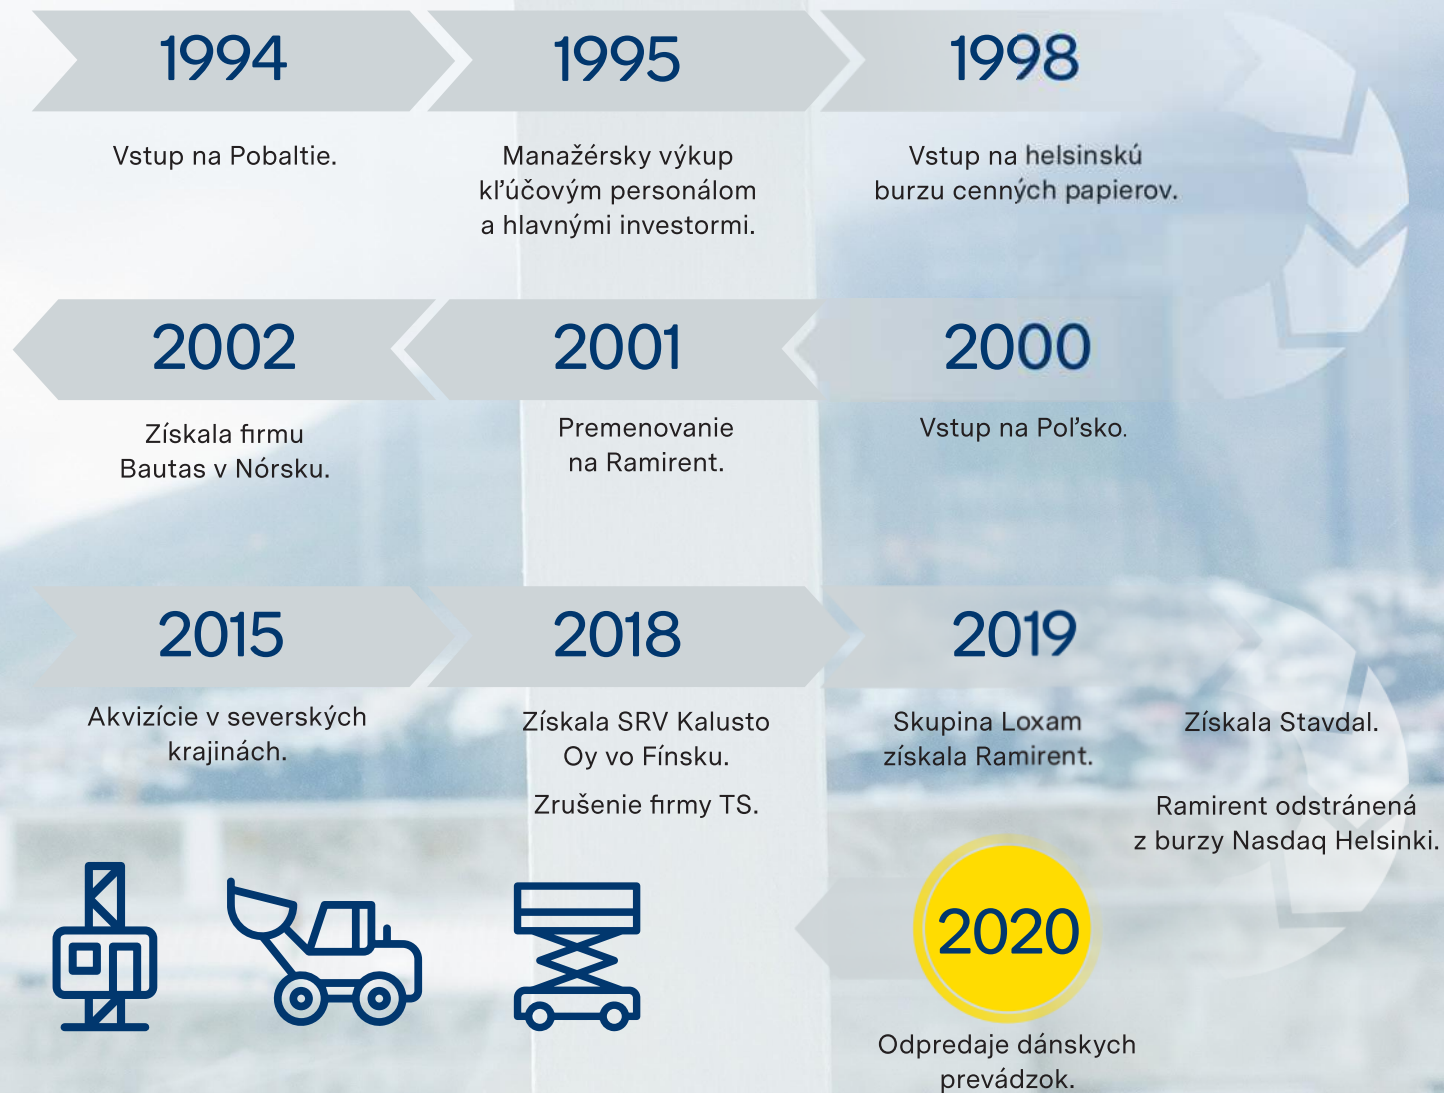 1994
Vstup na Pobaltie.
1995
Manažérsky výkup
kľúčovým personálom
a hlavnými investormi.
1998
Vstup na helsinskú
burzu cenných papierov.
2000
Vstup na Poľsko.
2001
Premenovanie
na Ramirent.
2002
Získala firmu
Bautas v Nórsku.
2015
Akvizície v severských
krajinách.
2018
Získala SRV Kalusto
Oy vo Fínsku.
Zrušenie firmy TS.
2019
Skupina Loxam
získala Ramirent.
Získala Stavdal.
Ramirent odstránená
z burzy Nasdaq Helsinki.
2020
Odpredaje dánskych
prevádzok.